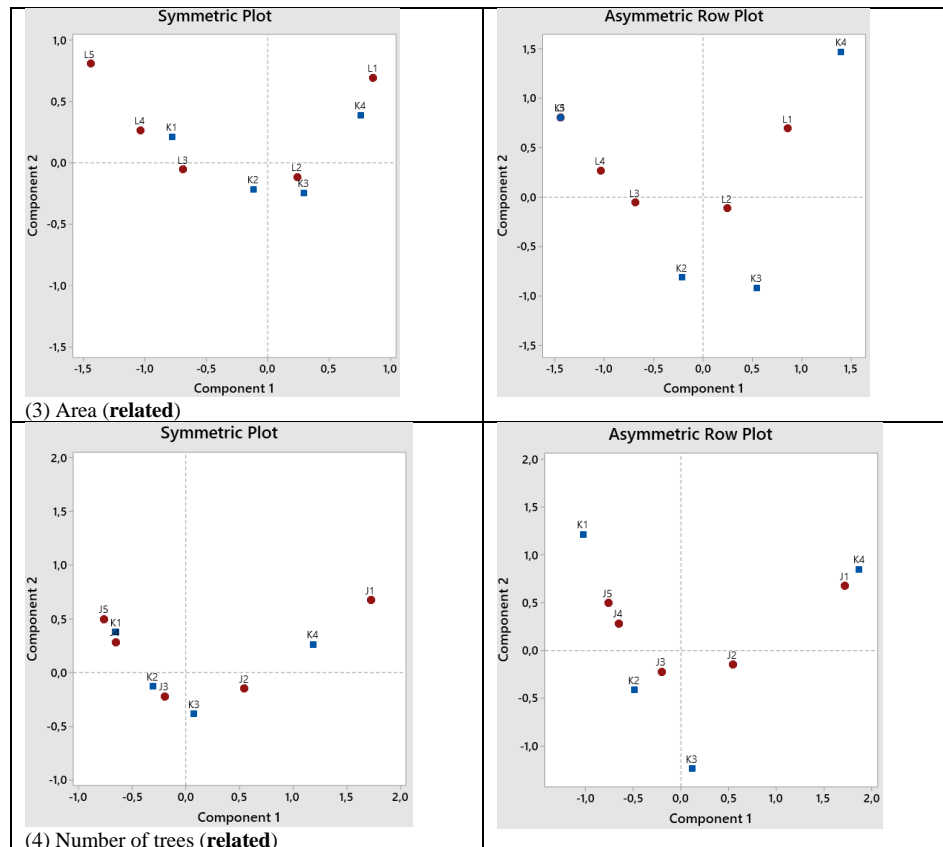 Symmetric Plot
1,0
0,5
0,0
-0,5
-1,0
-1,5
L5
L1
K4
L4
K1
L3
L2
K2
K3
-1,5 -1,0 -0,5 0,0 0,5 1,0
Component 1
Component 2
(3) Area (related)
Asymmetric Row Plot
1,5
1,0
0,5
0,0
-0,5
-1,0
-1,5
K4
L1
L4
L3
L2
K2
K3
-1,5 -1,0 -0,5 0,0 0,5 1,0 1,5
Component 1
Component 2
Symmetric Plot
2,0
1,5
1,0
0,5
0,0
-0,5
-1,0
J1
J5
K1
K4
K2
J3
J2
K3
-1,0 -0,5 0,0 0,5 1,0 1,5 2,0
Component 1
Component 2
(4) Number of trees (related)
Asymmetric Row Plot
2,0
1,5
1,0
0,5
0,0
-0,5
-1,0
K1
K4
J1
J5
J4
J3
J2
K2
K3
-1,0 -0,5 0,0 0,5 1,0 1,5 2,0
Component 1
Component 2